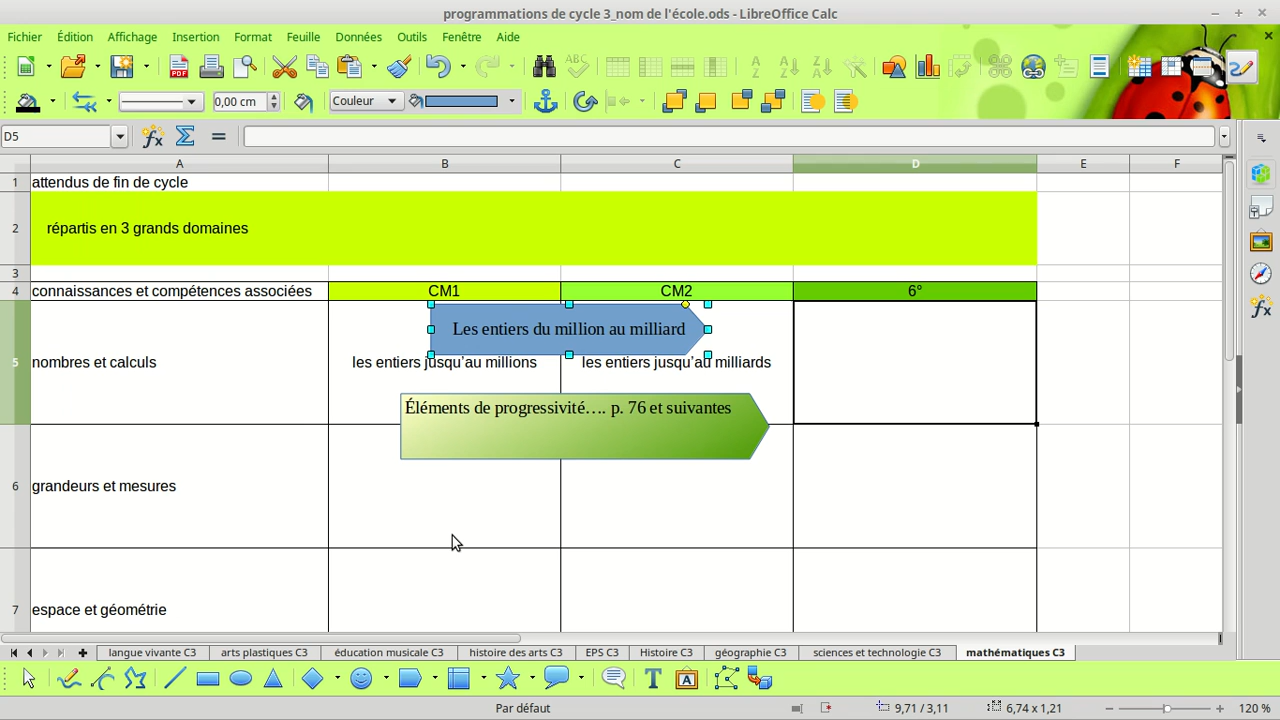 programmations de cycle 3_nom de l'école.ods - LibreOffice Calc
Fichier Édition Affichage Insertion Format Feuille Données Outils Fenêtre Aide
0,00 cm Couleur
D5
A B C D E F
1 attendus de fin de cycle
2 répartis en 3 grands domaines
3
4 connaissances et compétences associées CM1 CM2 6°
Les entiers du million au milliard
5 nombres et calculs les entiers jusqu'au millions les entiers jusqu'au milliards
Éléments de progressivité…. p. 76 et suivantes
6 grandeurs et mesures
7 espace et géométrie
langue vivante C3 arts plastiques C3 éducation musicale C3 histoire des arts C3 EPS C3 Histoire C3 géographie C3 sciences et technologie C3 mathématiques C3
Par défaut 9,71 / 3,11 6,74 x 1,21 120 %